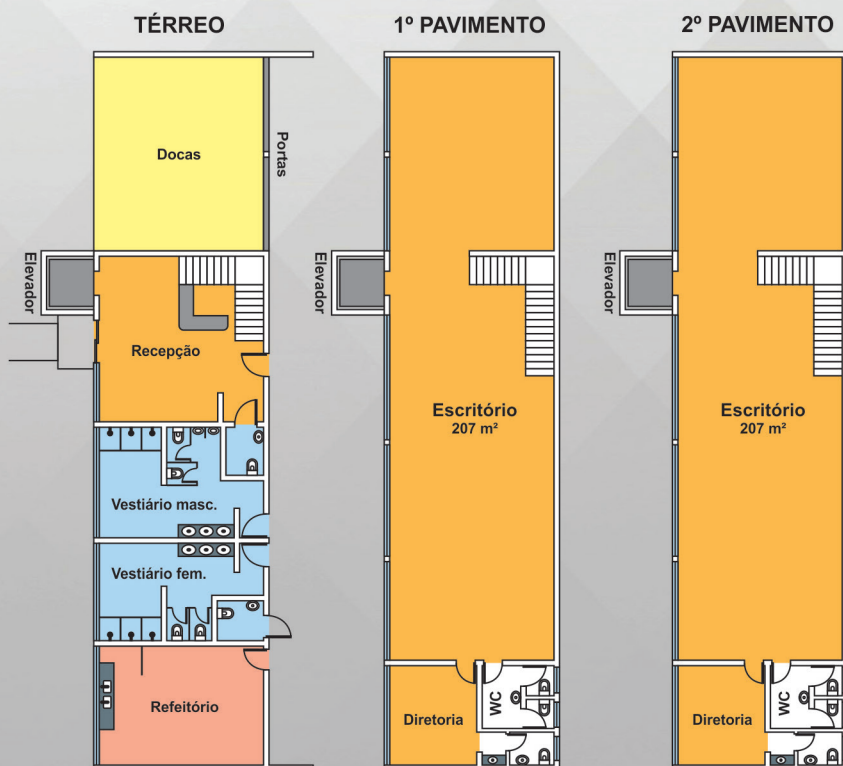 TÉRREO
1º PAVIMENTO
2º PAVIMENTO
Docas
Portas
Elevador
Elevador
Elevador
Recepção
Escritório
207 m²
Escritório
207 m²
Vestiário masc.
Vestiário fem.
Refeitório
Diretoria
WC
Diretoria
WC